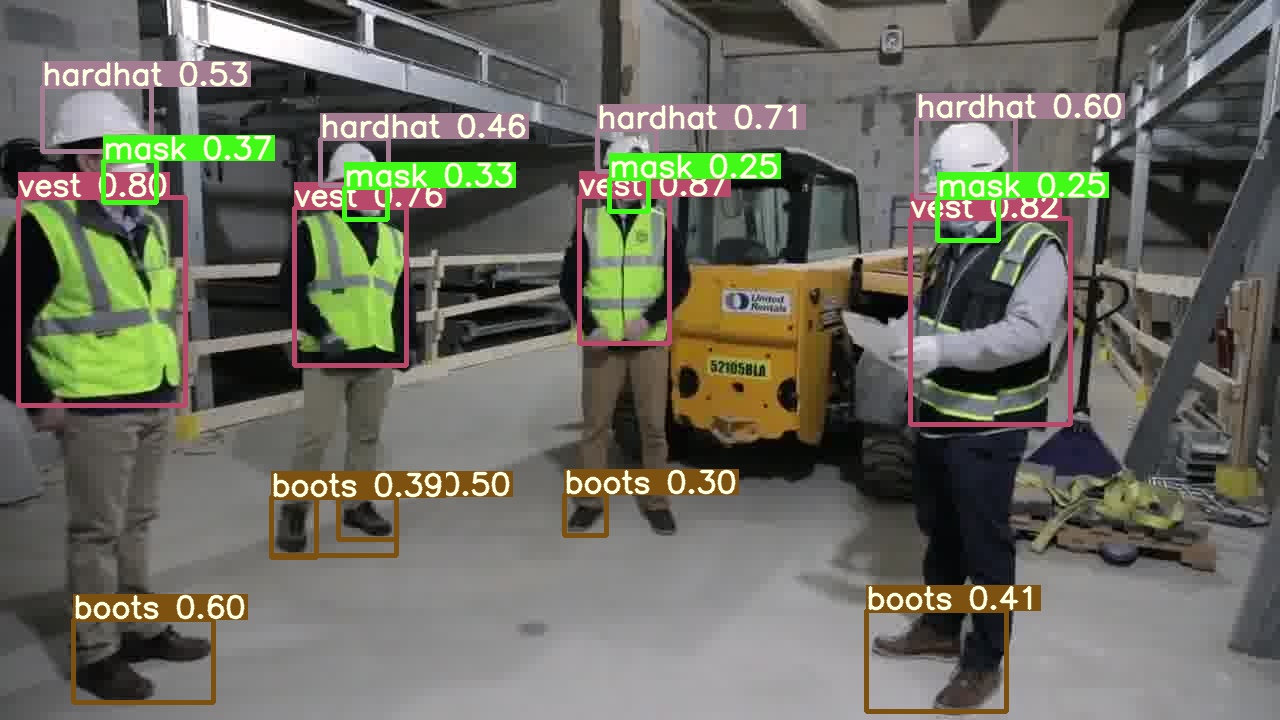 hardhat 0.53
hardhat 0.46
hardhat 0.71
hardhat 0.60
mask 0.37
mask 0.33
mask 0.25
mask 0.25
vest 0.80
vest 0.76
vest 0.87
vest 0.82
United
Rentals
52105BLA
boots 0.39
0.50
boots 0.30
boots 0.60
boots 0.41